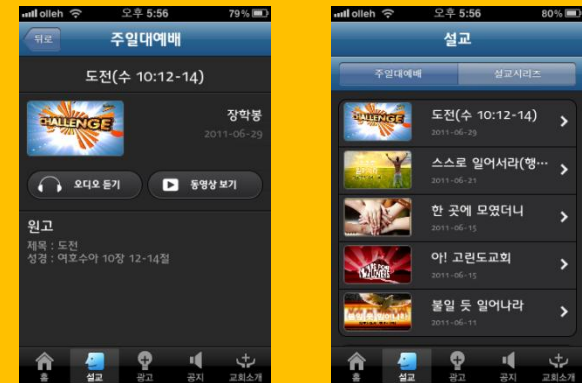 olleh 오후 5:56 79%
뒤로 주일대예배
도전(수 10:12-14)
CHALLENGE
장학봉
2011-06-29
오디오 듣기
동영상 보기
원고
제목 : 도전
성경 : 여호수아 10장 12-14절
홈 설교 광고 공지 교회소개
olleh 오후 5:56 80%
설교
주일대예배 설교시리즈
CHALLENGE
도전(수 10:12-14)
2011-06-29
스스로 일어서라(행…
2011-06-21
한 곳에 모였더니
2011-06-15
아! 고린도교회
2011-06-15
불일 듯 일어나라
2011-06-11
홈 설교 광고 공지 교회소개